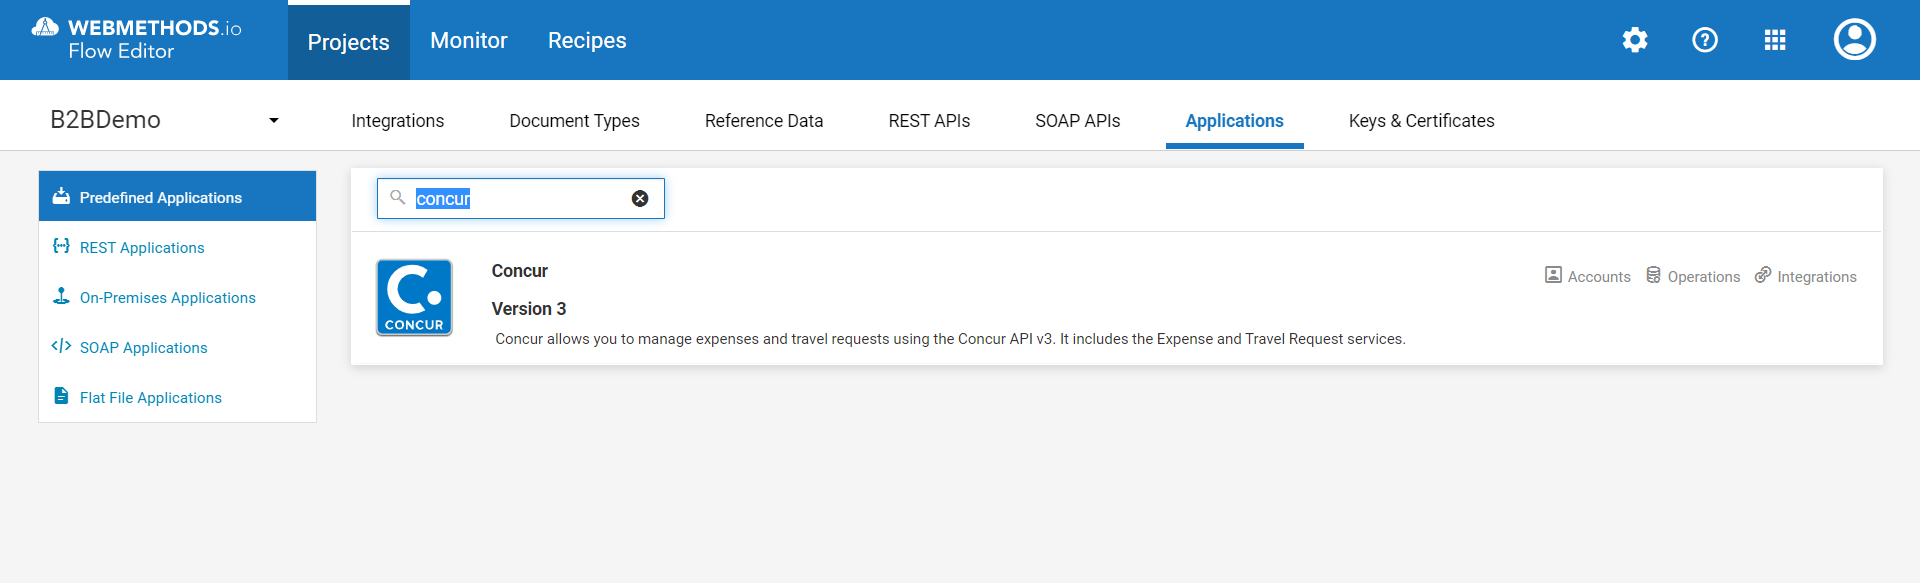 WEBMETHODS.io
Flow Editor
Projects
Monitor
Recipes
B2BDemo
Integrations
Document Types
Reference Data
REST APIs
SOAP APIs
Applications
Keys & Certificates
Predefined Applications
REST Applications
On-Premises Applications
SOAP Applications
Flat File Applications
concur
CONCUR
Concur
Version 3
Concur allows you to manage expenses and travel requests using the Concur API v3. It includes the Expense and Travel Request services.
Accounts
Operations
Integrations